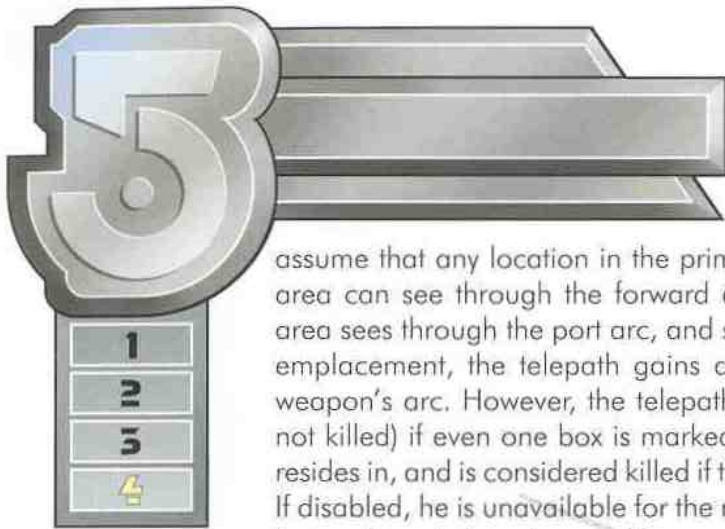 5
1
2
3
4
assume that any location in the prim
area can see through the forward
area sees through the port arc, and s
emplacement, the telepath gains
weapon's arc. However, the telepath
not killed) if even one box is marked
resides in, and is considered killed if t
If disabled, he is unavailable for the